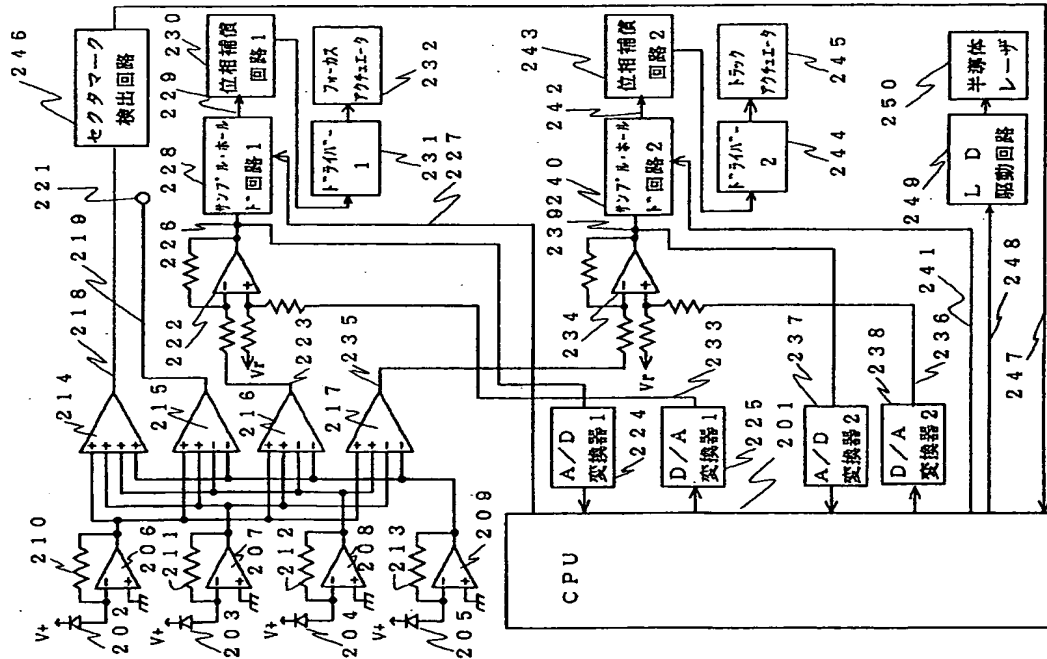 246
セクタマーク
検出回路
230
位相補償
回路1
229
228
サンプル・ホール
ド回路1
フォーカス
アクチュエータ
232
ドライバー
1
231
227
221
219
218
226
222
Vr
223
235
214
+
+
+
+
215
+
+
-
-
216
+
+
-
-
217
+
+
-
-
-
+
243
位相補償
回路2
242
240
サンプル・ホール
ド回路2
239
トラック
アクチュエータ
245
ドライバー
2
244
234
-
+
Vr
233
250
半導体
レーザ
249
LD
駆動回路
241
248
236
247
A/D
変換器1
224
D/A
変換器1
225
201
A/D
変換器2
237
D/A
変換器2
238
210
-
+
206
V+
202
211
-
+
207
V+
203
212
-
+
208
V+
204
213
-
+
209
V+
205
CPU